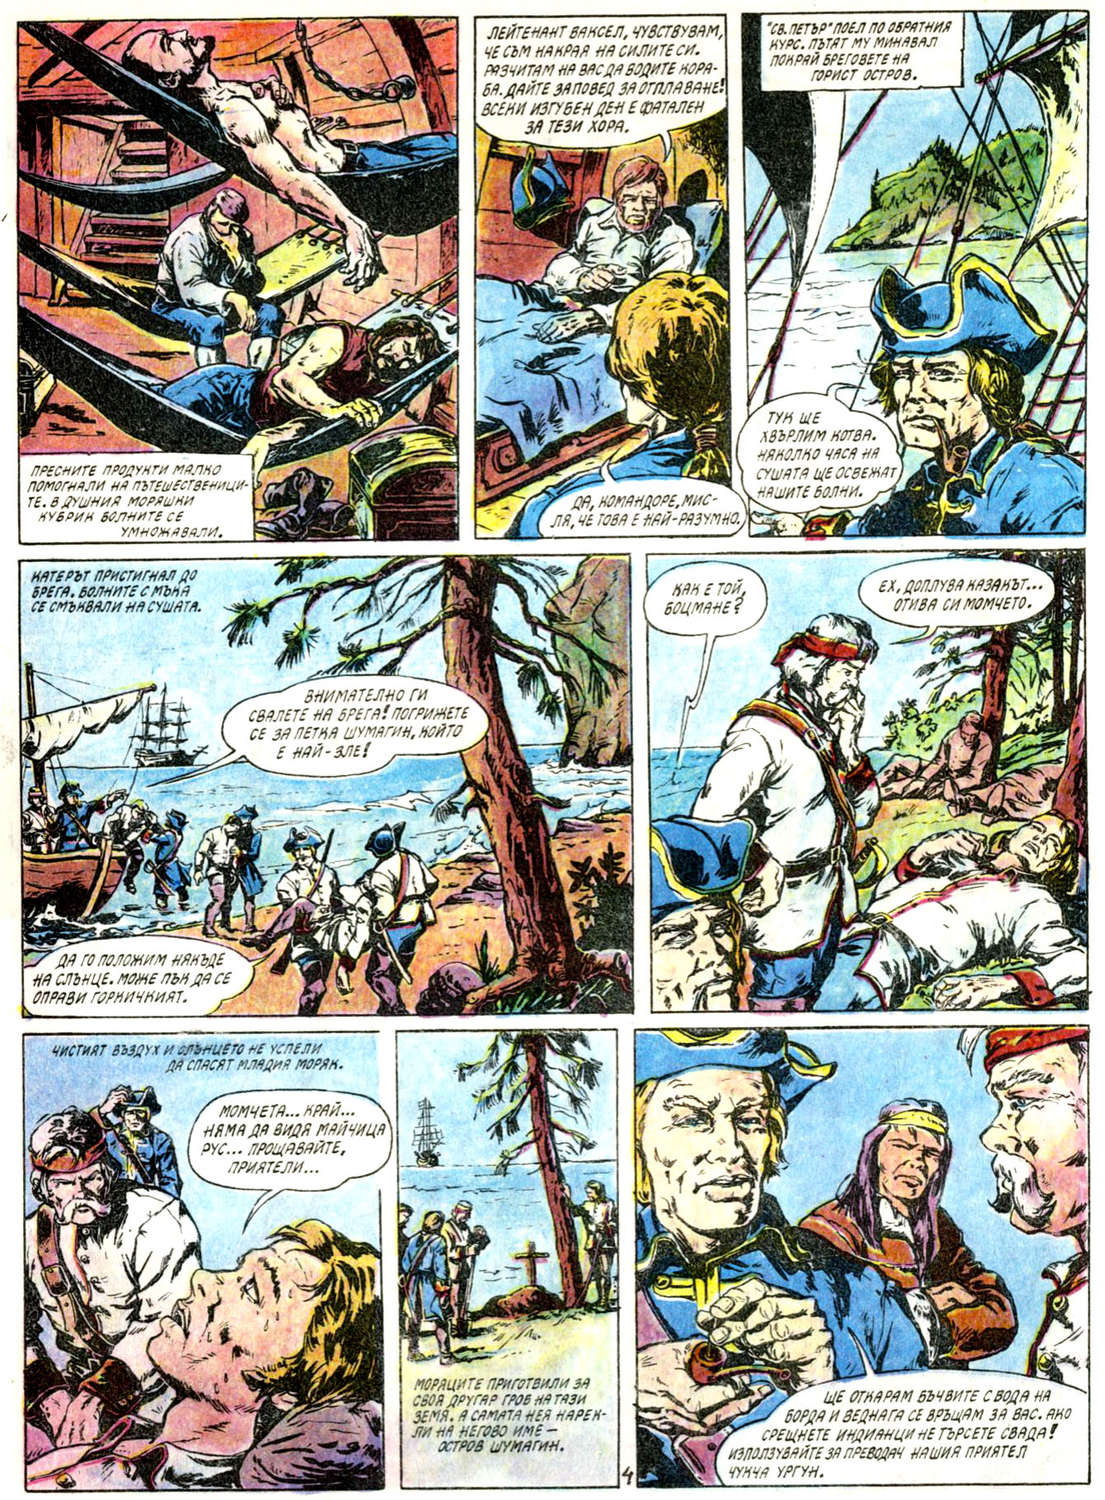 ПРЕСНИТЕ ПРОДУКТИ МАЛКО
ПОМОГНАЛИ НА ПЪТЕШЕСТВЕНИЦИ-
ТЕ. В ДУШНИЯ МОРЯШКИ
КУБРИК БОЛНИТЕ СЕ
УМНОЖАВАЛИ.
ЛЕЙТЕНАНТ ВАКСЕЛ, ЧУВСТВУВАМ,
ЧЕ СЪМ НАКРАЯ НА СИЛИТЕ СИ.
РАЗЧИТАМ НА ВАС ДА ВОДИТЕ КОРА-
БА. ДАЙТЕ ЗАПОВЕД ЗА ОТПЛАВАНЕ!
ВСЕКИ ИЗГУБЕН ДЕН Е ФАТАЛЕН
ЗА ТЕЗИ ХОРА.
ДА, КОМАНДОРЕ, МИС-
ЛЯ, ЧЕ ТОВА Е НАЙ-РАЗУМНО.
"СВ. ПЕТЪР" ПОЕЛ ПО ОБРАТНИЯ
КУРС. ПЪТЯТ МУ МИНАВАЛ
ПОКРАЙ БРЕГОВЕТЕ НА
ГОРИСТ ОСТРОВ.
ТУК ЩЕ
ХВЪРЛИМ КОТВА.
НЯКОЛКО ЧАСА НА
СУШАТА ЩЕ ОСВЕЖАТ
НАШИТЕ БОЛНИ.
КАТЕРЪТ ПРИСТИГНАЛ ДО
БРЕГА. БОЛНИТЕ С МЪКА
СЕ СМЪКВАЛИ НА СУШАТА.
ВНИМАТЕЛНО ГИ
СВАЛЕТЕ НА БРЕГА! ПОГРИЖЕТЕ
СЕ ЗА ПЕТКА ШУМАГИН, КОЙТО
Е НАЙ-ЗЛЕ!
ДА ГО ПОЛОЖИМ НЯКЪДЕ
НА СЛЪНЦЕ. МОЖЕ ПЪК ДА СЕ
ОПРАВИ ГОРКИЧКИЯТ.
КАК Е ТОЙ,
БОЦМАНЕ?
ЕХ, ДОПЛУВА КАЗАКЪТ...
ОТИВА СИ МОМЧЕТО.
ЧИСТИЯТ ВЪЗДУХ И СЛЪНЦЕТО НЕ УСПЕЛИ
ДА СПАСЯТ МЛАДИЯ МОРЯК.
МОМЧЕТА... КРАЙ...
НЯМА ДА ВИДЯ МАЙЧИЦА
РУС... ПРОЩАВАЙТЕ,
ПРИЯТЕЛИ...
МОРЯЦИТЕ ПРИГОТВИЛИ ЗА
СВОЯ ДРУГАР ГРОБ НА ТАЗИ
ЗЕМЯ. А САМАТА НЕЯ НАРЕК-
ЛИ НА НЕГОВО ИМЕ —
ОСТРОВ ШУМАГИН.
ЩЕ ОТКАРАМ БЪЧВИТЕ С ВОДА НА
БОРДА И ВЕДНАГА СЕ ВРЪЩАМ ЗА ВАС. АКО
СРЕЩНЕТЕ ИНДИАНЦИ НЕ ТЪРСЕТЕ СВАДА!
ИЗПОЛЗУВАЙТЕ ЗА ПРЕВОДАЧ НАШИЯ ПРИЯТЕЛ
ЧУКЧА УРГУН.
4